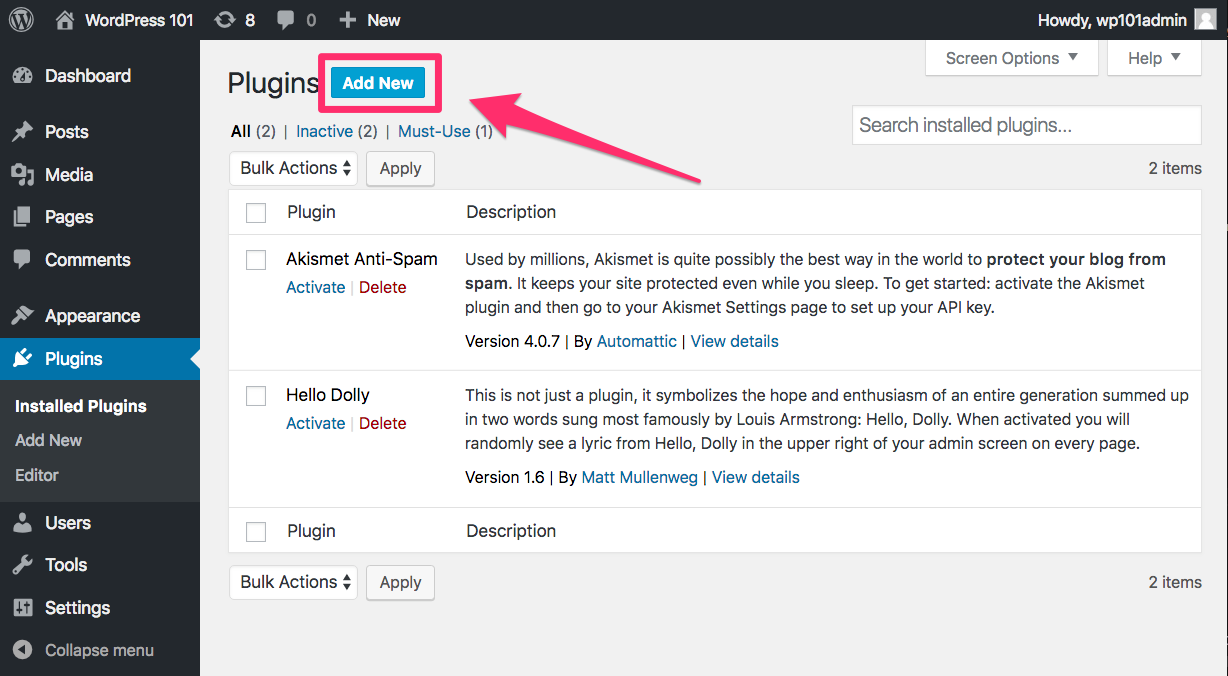 WordPress 101 8 0 New Howdy, wp101admin
Dashboard
Posts
Media
Pages
Comments
Appearance
Plugins
Installed Plugins
Add New
Editor
Users
Tools
Settings
Collapse menu
Screen Options Help
Plugins Add New
All (2) | Inactive (2) | Must-Use (1)
Search installed plugins...
Bulk Actions Apply
2 items
Plugin Description
Akismet Anti-Spam
Activate | Delete
Used by millions, Akismet is quite possibly the best way in the world to protect your blog from
spam. It keeps your site protected even while you sleep. To get started: activate the Akismet
plugin and then go to your Akismet Settings page to set up your API key.
Version 4.0.7 | By Automattic | View details
Hello Dolly
Activate | Delete
This is not just a plugin, it symbolizes the hope and enthusiasm of an entire generation summed up
in two words sung most famously by Louis Armstrong: Hello, Dolly. When activated you will
randomly see a lyric from Hello, Dolly in the upper right of your admin screen on every page.
Version 1.6 | By Matt Mullenweg | View details
Plugin Description
Bulk Actions Apply
2 items